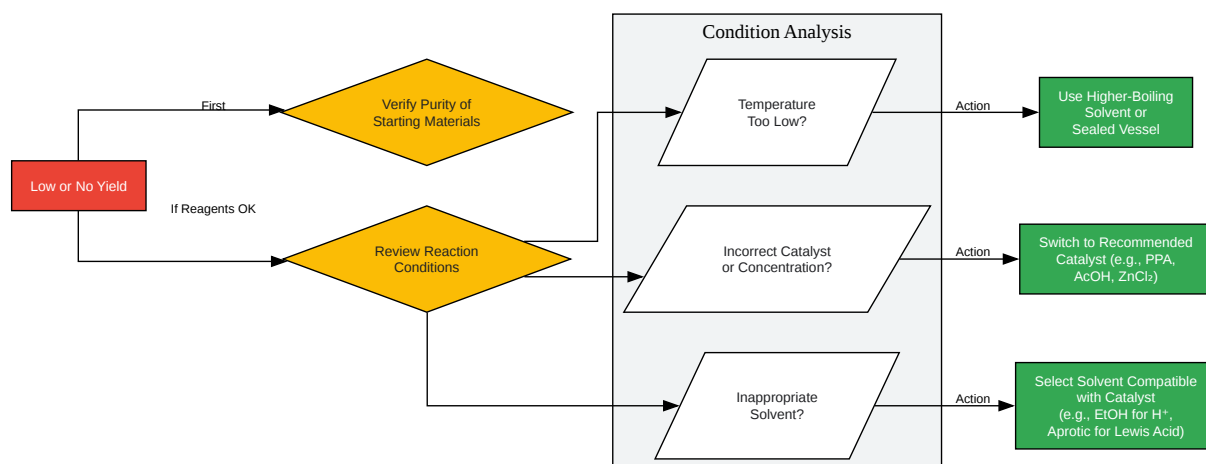 Condition Analysis
First
Verify Purity of
Starting Materials
Temperature
Too Low?
Action
Use Higher-Boiling
Solvent or
Sealed Vessel
Low or No Yield
If Reagents OK
Review Reaction
Conditions
Incorrect Catalyst
or Concentration?
Action
Switch to Recommended
Catalyst (e.g., PPA,
AcOH, ZnCl₂)
Inappropriate
Solvent?
Action
Select Solvent Compatible
with Catalyst
(e.g., EtOH for H⁺,
Aprotic for Lewis Acid)